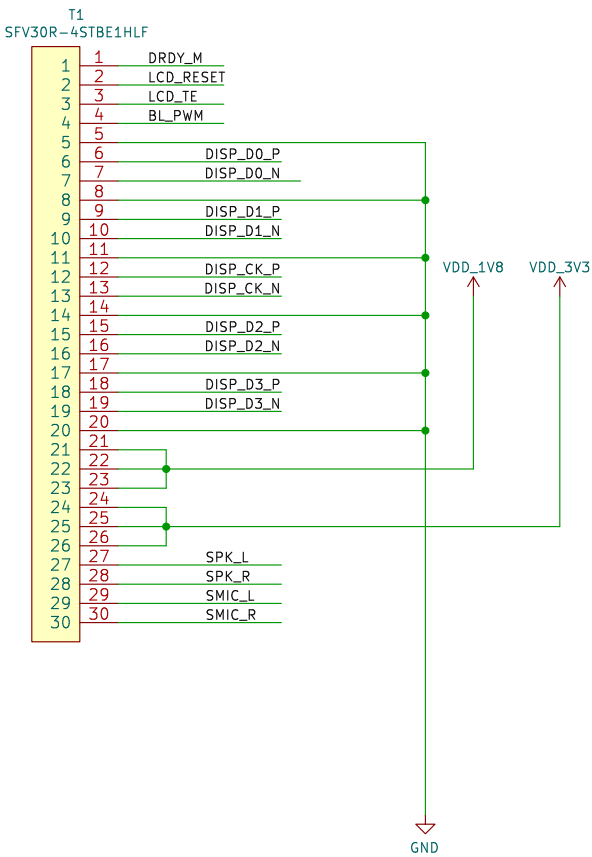 T1
SFV30R-4STBE1HLF
1 1 DRDY_M
2 2 LCD_RESET
3 3 LCD_TE
4 4 BL_PWM
5 5
6 6 DISP_D0_P
7 7 DISP_D0_N
8 8
9 9 DISP_D1_P
10 10 DISP_D1_N
11 11
VDD_1V8 VDD_3V3
12 12 DISP_CK_P
13 13 DISP_CK_N
14 14
15 15 DISP_D2_P
16 16 DISP_D2_N
17 17
18 18 DISP_D3_P
19 19 DISP_D3_N
20 20
21 21
22 22
23 23
24 24
25 25
26 26
27 27 SPK_L
28 28 SPK_R
29 29 SMIC_L
30 30 SMIC_R
GND